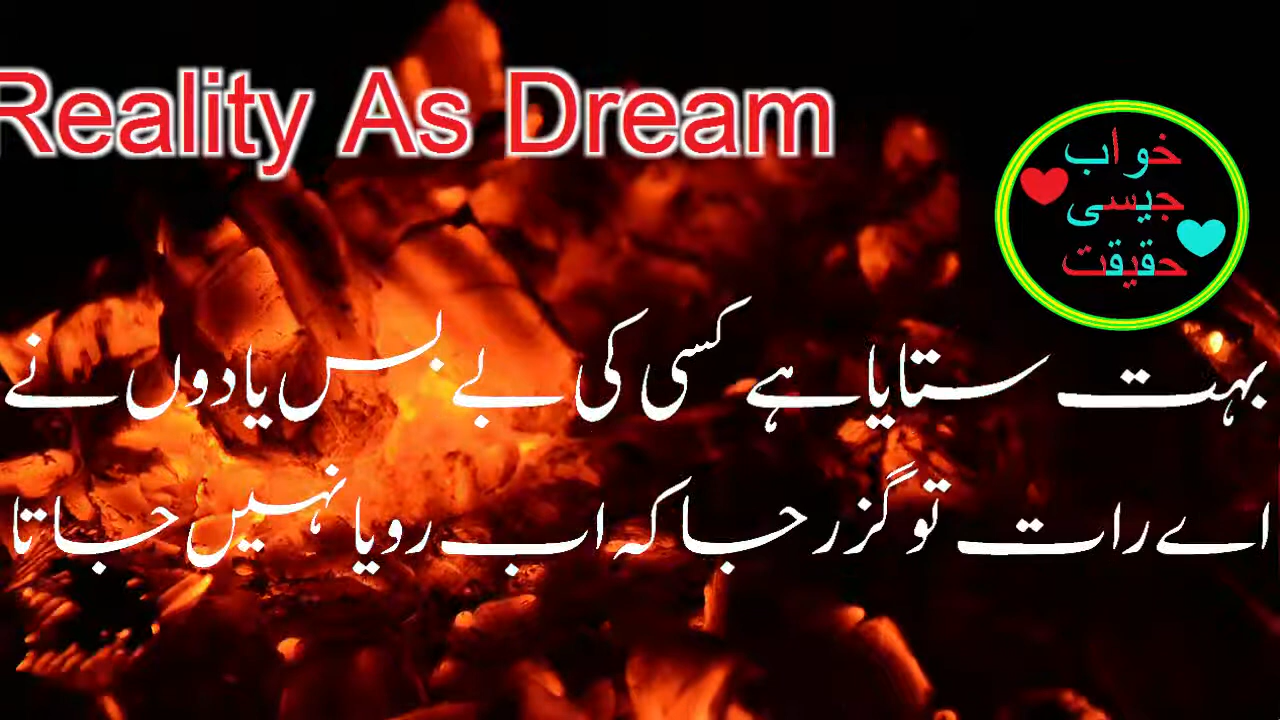 Reality As Dream
خواب
جیسی
حقیقت
بہت ستایا ہے کسی کی بے بس یادوں نے
اے رات تو گزر جا کہ اب رویا نہیں جاتا